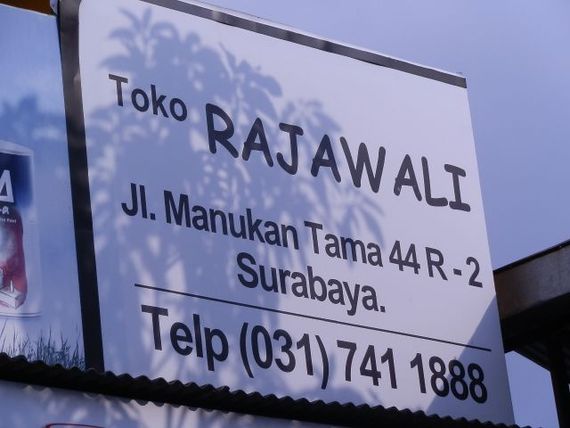 Toko RAJAWALI
Jl. Manukan Tama 44 R - 2
Surabaya.
Telp (031) 741 1888